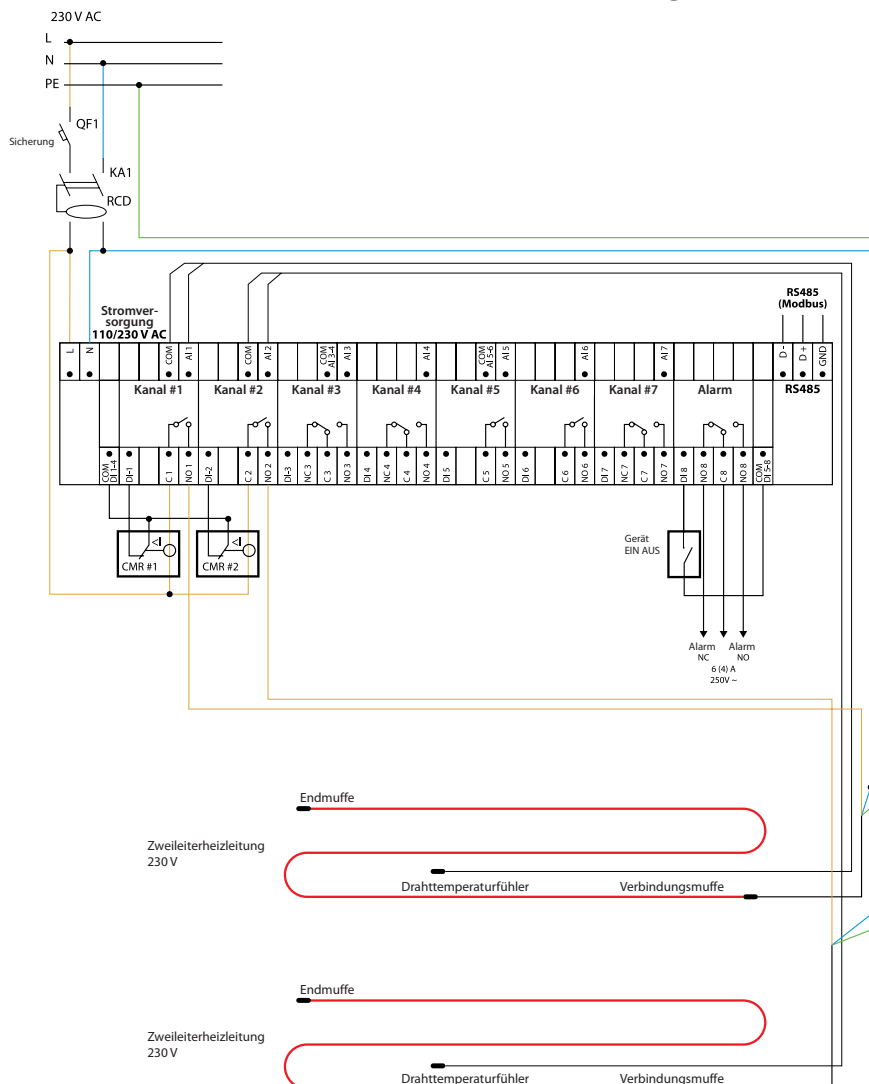 230 V AC
L
N
PE
QF1
Sicherung
KA1
RCD
Stromver-
sorgung
110/230 V AC
RS485
(Modbus)
L
N
COM
AI 1
COM
AI 2
COM
AI 3-4
AI 3
AI 4
COM
AI 5-6
AI 5
AI 6
AI 7
D -
D +
GND
Kanal #1
Kanal #2
Kanal #3
Kanal #4
Kanal #5
Kanal #6
Kanal #7
Alarm
RS485
COM
DI 1-4
DI-1
C 1
NO 1
DI-2
C 2
NO 2
DI-3
NC 3
C 3
NO 3
DI 4
NC 4
C 4
NO 4
DI 5
C 5
NO 5
DI 6
C 6
NO 6
DI 7
NC 7
C 7
NO 7
DI 8
NO 8
C 8
NO 8
COM
DI 5-8
CMR #1
CMR #2
Gerät
EIN AUS
Alarm
NC
Alarm
NO
6 (4) A
250V ~
Endmuffe
Zweileiterheizleitung
230 V
Drahttemperaturfühler
Verbindungsmuffe
Endmuffe
Zweileiterheizleitung
230 V
Drahttemperaturfühler
Verbindungsmuffe